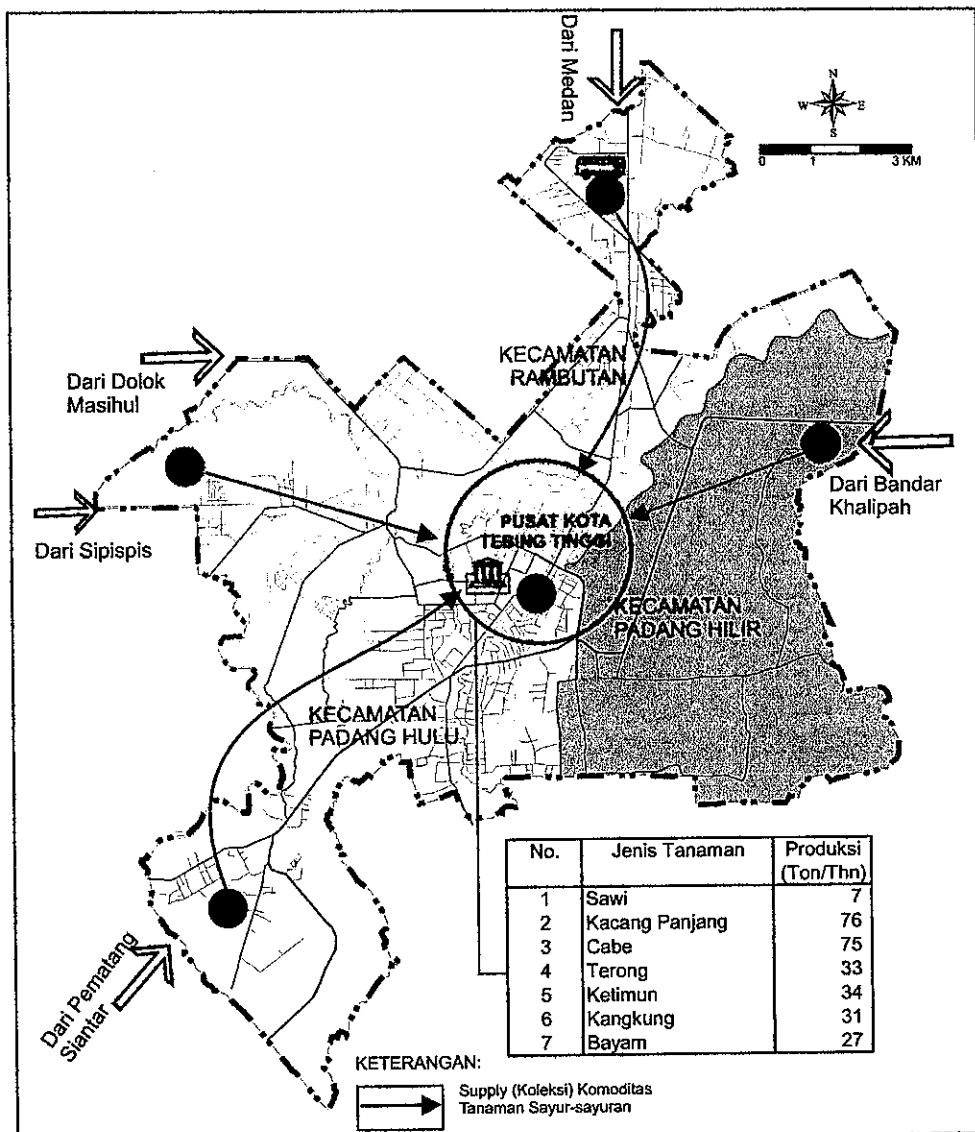 Dari Medan
N
W
E
S
0 1 3 KM
KECAMATAN
RAMBUTAN
Dari Dolok
Masihul
Dari Bandar
Khalipah
Dari Sipispis
PUSAT KOTA
TEBING TINGGI
KECAMATAN
PADANG HILIR
KECAMATAN
PADANG HULU
Dari Pematang
Siantar
No. Jenis Tanaman Produksi
(Ton/Thn)
1 Sawi 7
2 Kacang Panjang 76
3 Cabe 75
4 Terong 33
5 Ketimun 34
6 Kangkung 31
7 Bayam 27
KETERANGAN:
Supply (Koleksi) Komoditas
Tanaman Sayur-sayuran